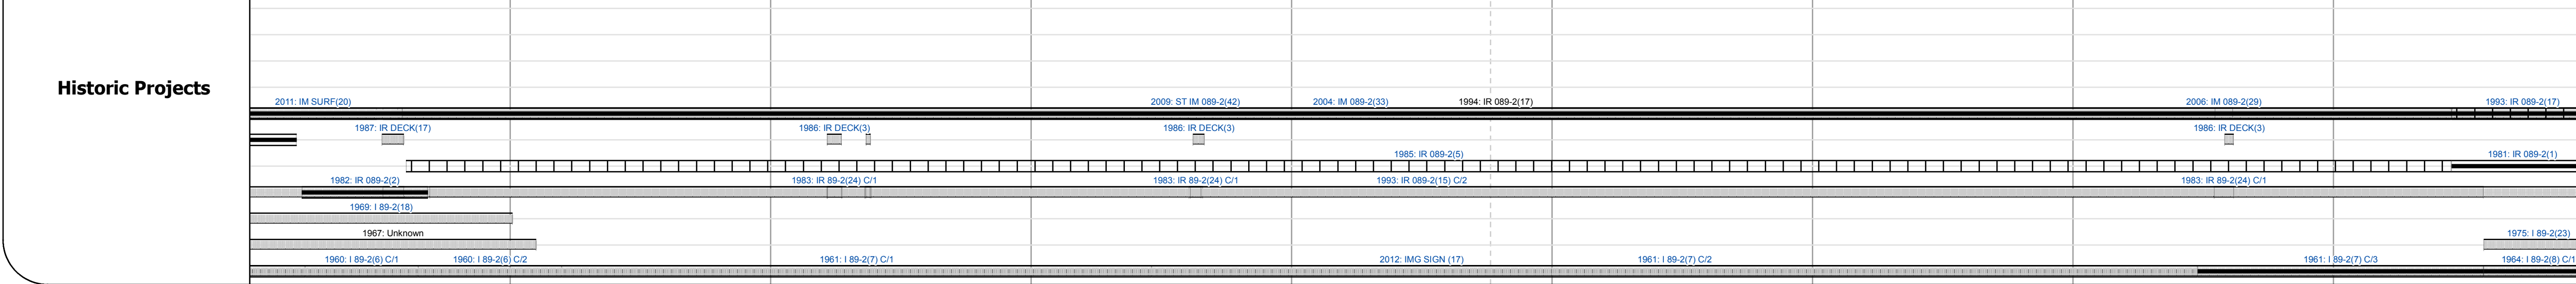 Historic Projects
2011: IM SURF(20) 2009: ST IM 089-2(42) 2004: IM 089-2(33) 1994: IR 089-2(17) 2006: IM 089-2(29) 1993: IR 089-2(17)
1987: IR DECK(17) 1986: IR DECK(3) 1986: IR DECK(3) 1986: IR DECK(3)
1985: IR 089-2(5) 1981: IR 089-2(1)
1982: IR 089-2(2) 1983: IR 89-2(24) C/1 1983: IR 89-2(24) C/1 1993: IR 089-2(15) C/2 1983: IR 89-2(24) C/1
1969: I 89-2(18)
1967: Unknown 1975: I 89-2(23)
1960: I 89-2(6) C/1 1960: I 89-2(6) C/2 1961: I 89-2(7) C/1 2012: IMG SIGN (17) 1961: I 89-2(7) C/2 1961: I 89-2(7) C/3 1964: I 89-2(8) C/1